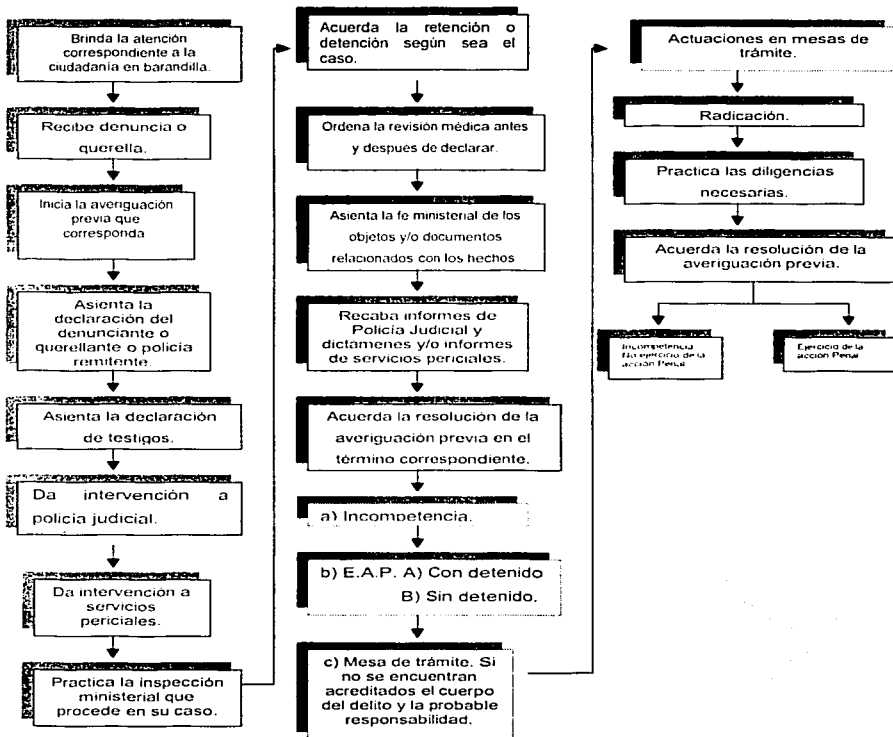 Brinda la atención
correspondiente a la
ciudadanía en barandilla.
Recibe denuncia o
querella.
Inicia la averiguación
previa que
corresponda
Asienta la
declaración del
denunciante o
querellante o policía
remitente.
Asienta la declaración
de testigos.
Da intervención a
policía judicial.
Da intervención a
servicios
periciales.
Practica la inspección
ministerial que
procede en su caso.
Acuerda la retención o
detención según sea el
caso.
Ordena la revisión médica antes
y después de declarar.
Asienta la fe ministerial de los
objetos y/o documentos
relacionados con los hechos
Recaba informes de
Policía Judicial y
dictámenes y/o informes
de servicios periciales.
Acuerda la resolución de la
averiguación previa en el
término correspondiente.
a) Incompetencia.
b) E.A.P. A) Con detenido
B) Sin detenido.
c) Mesa de trámite. Si
no se encuentran
acreditados el cuerpo
del delito y la probable
responsabilidad.
Actuaciones en mesas de
trámite.
Radicación.
Practica las diligencias
necesarias.
Acuerda la resolución de la
averiguación previa.
Incompetencia
No ejercicio de la
acción Penal
Ejercicio de la
acción Penal